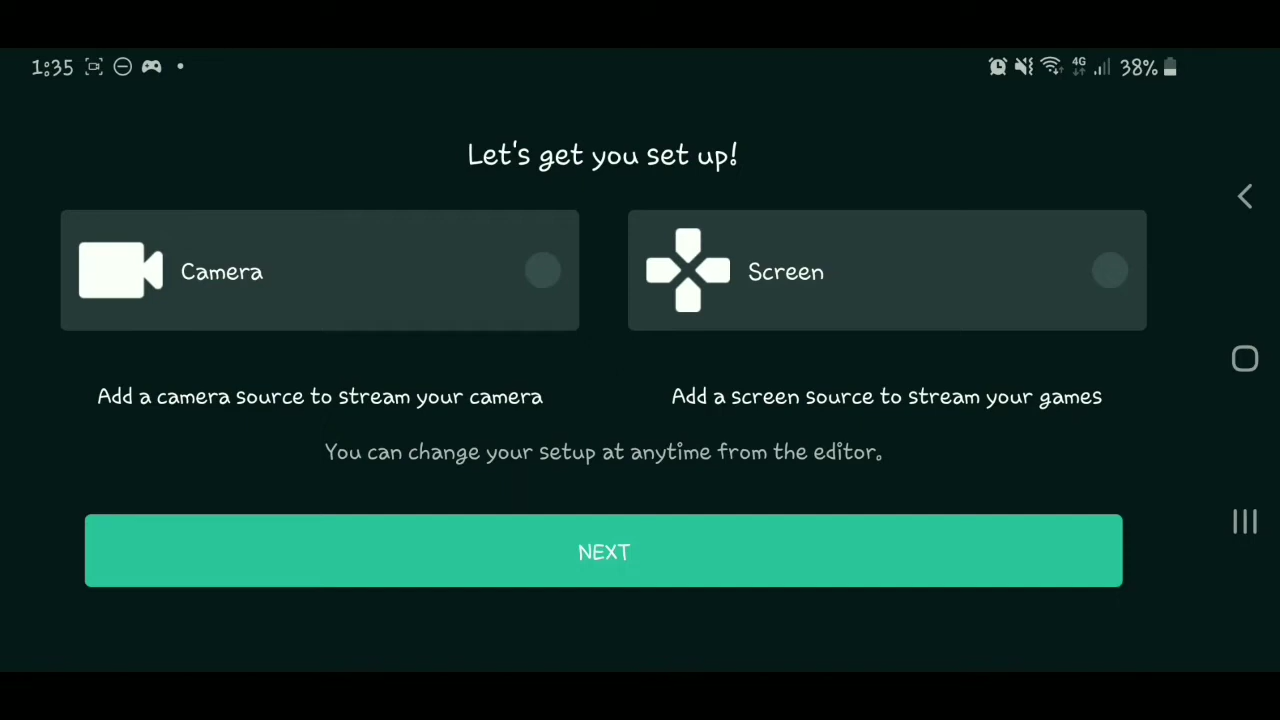 1:35 4G 38%
Let's get you set up!
Camera
Screen
Add a camera source to stream your camera
Add a screen source to stream your games
You can change your setup at anytime from the editor.
NEXT